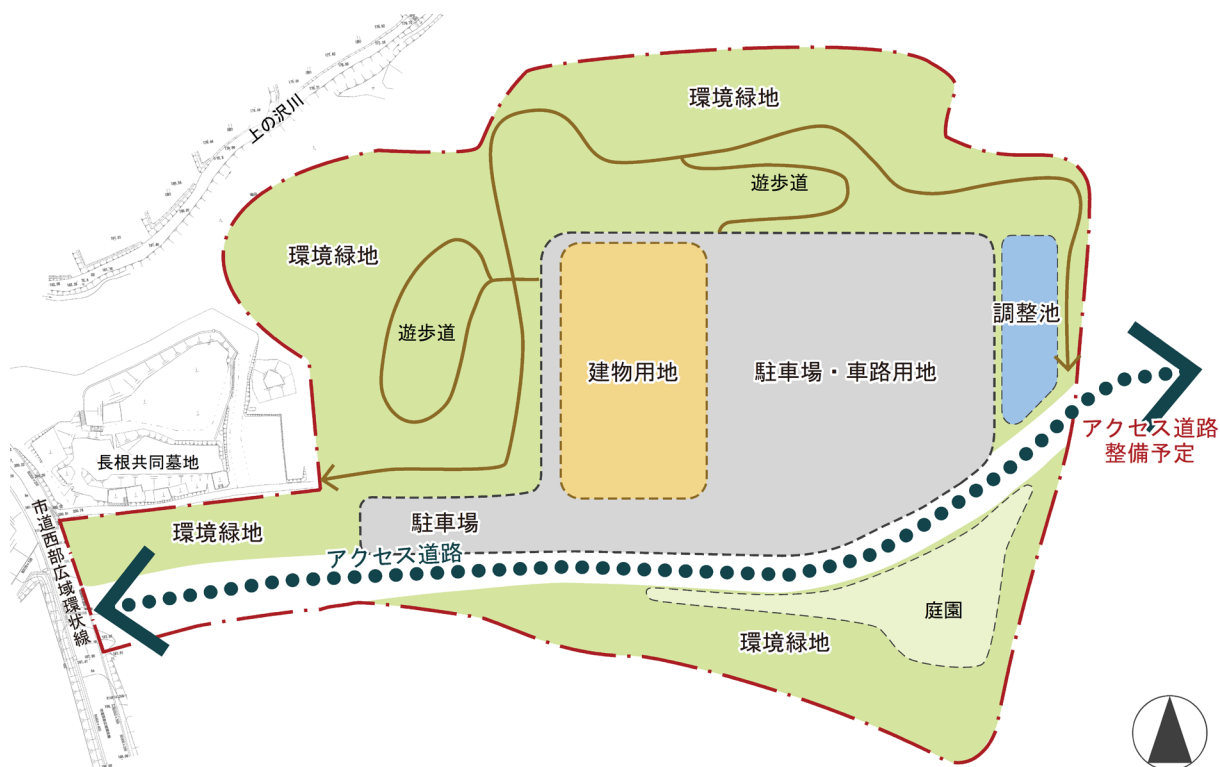 環境緑地
上の沢川
遊歩道
環境緑地
調整池
遊歩道
建物用地
駐車場・車路用地
アクセス道路
整備予定
長根共同墓地
市道西部広域環状線
環境緑地
駐車場
アクセス道路
庭園
環境緑地